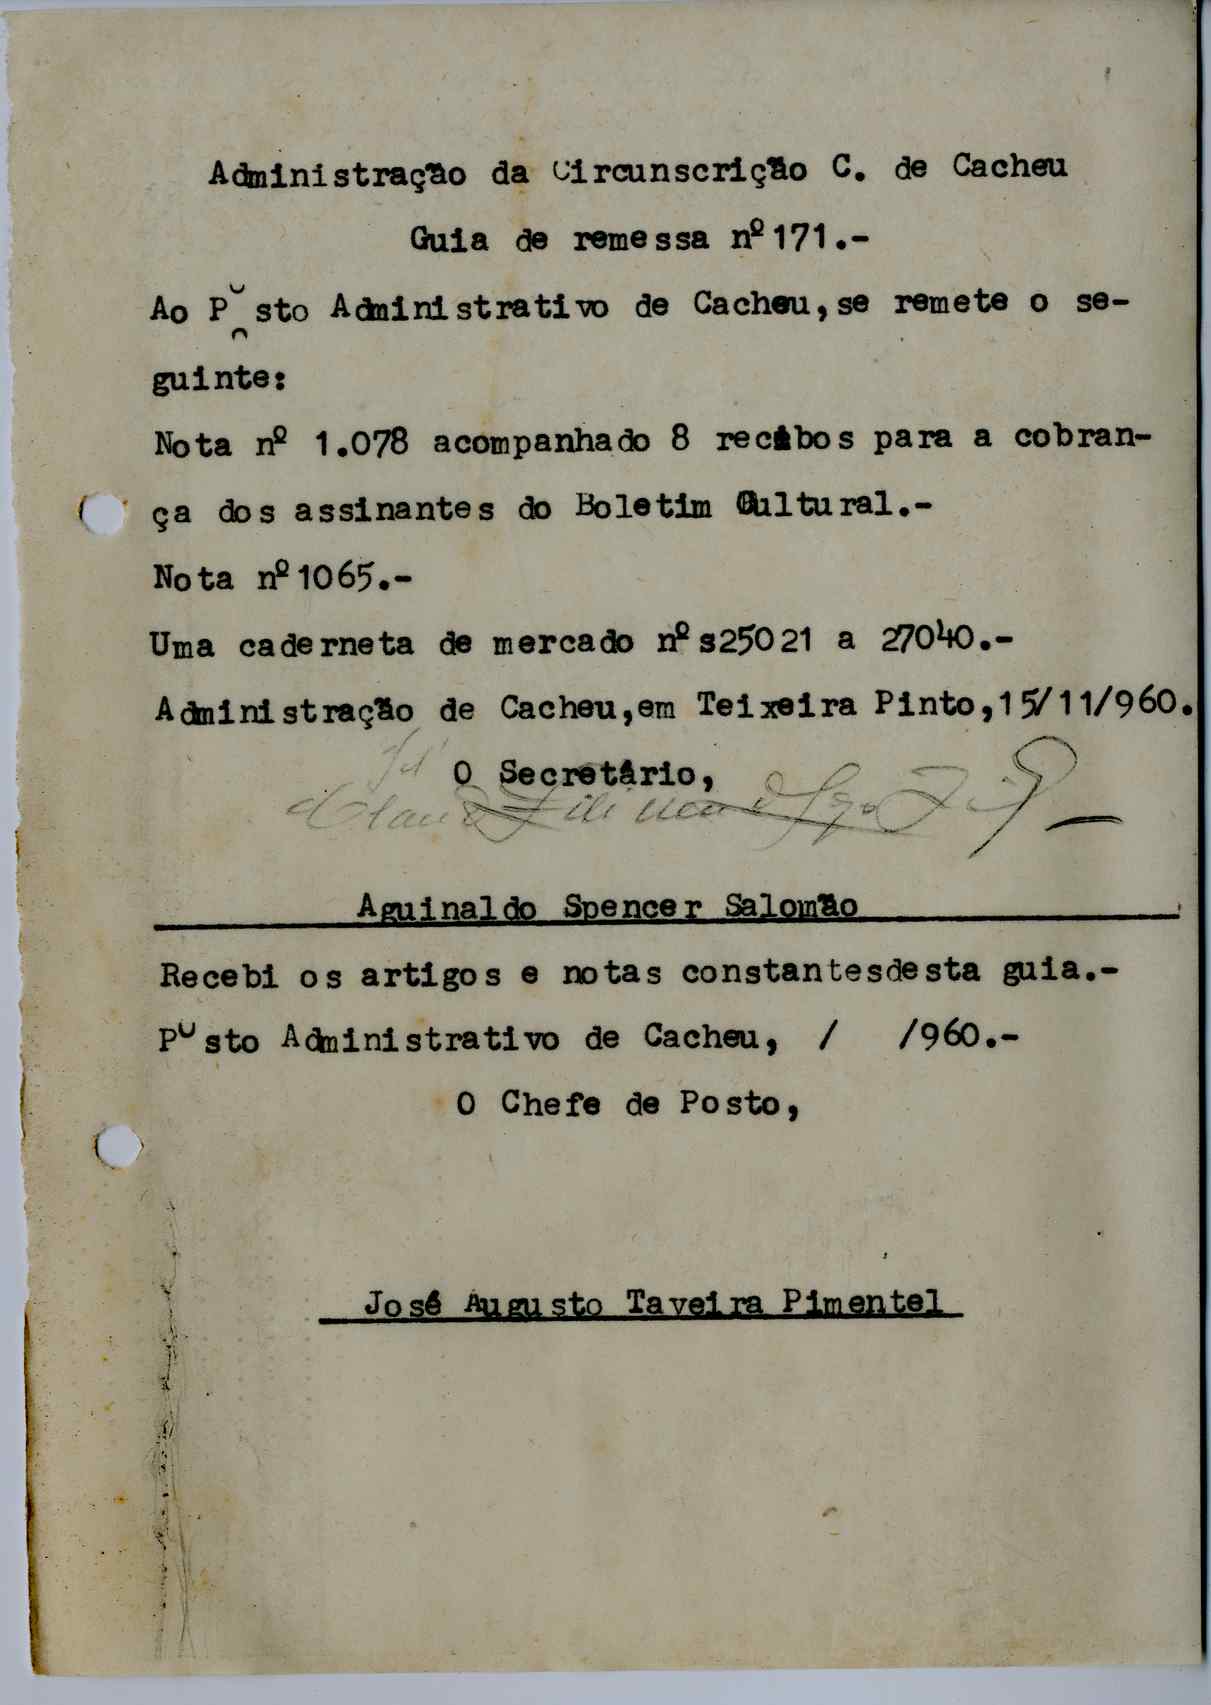 Administração da Circunscrição C. de Cacheu
Guia de remessa nº171.-
Ao Posto Administrativo de Cacheu,se remete o se-
guinte:
Nota nº 1.078 acompanhado 8 recibos para a cobran-
ça dos assinantes do Boletim Cultural.-
Nota nº1065.-
Uma caderneta de mercado nºs25021 a 27040.-
Administração de Cacheu,em Teixeira Pinto,15/11/960.
O Secretário,
Aguinaldo Spencer Salomão
Recebi os artigos e notas constantesdesta guia.-
Posto Administrativo de Cacheu, / /960.-
O Chefe de Posto,
José Augusto Taveira Pimentel